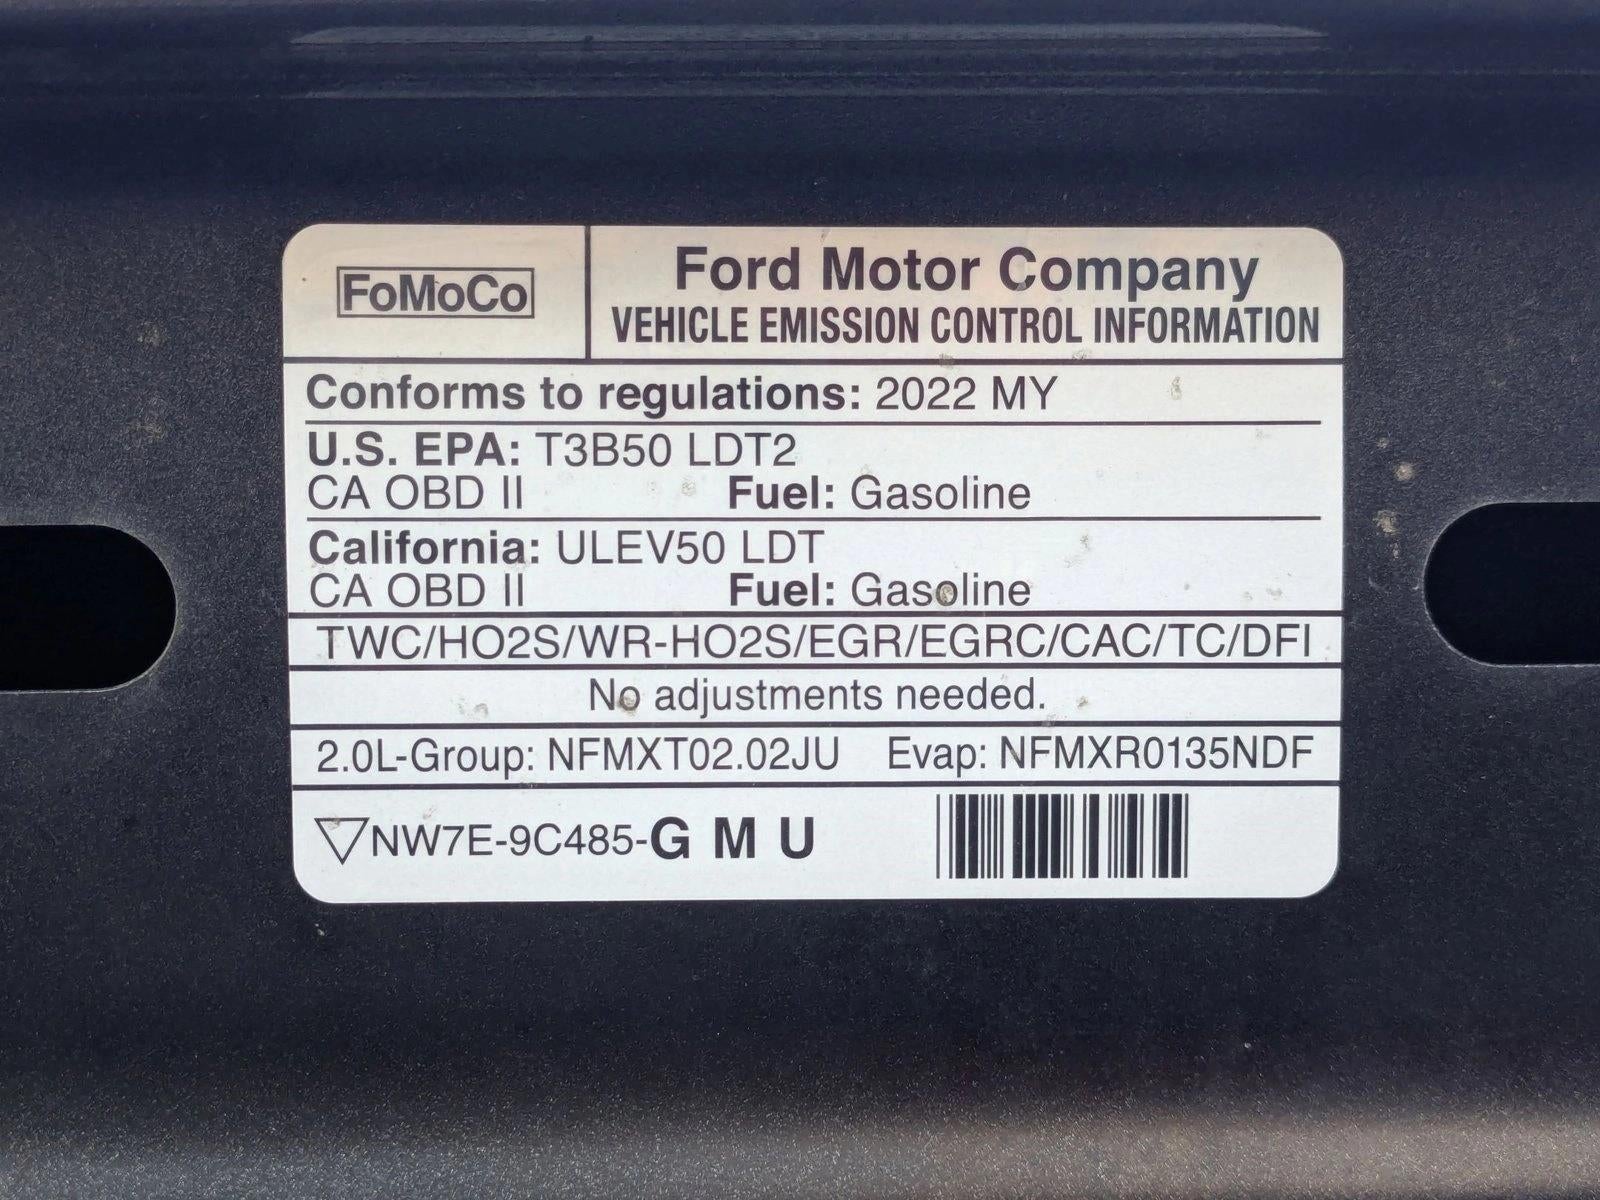 FoMoCo
Ford Motor Company
VEHICLE EMISSION CONTROL INFORMATION
Conforms to regulations: 2022 MY
U.S. EPA: T3B50 LDT2
CA OBD II Fuel: Gasoline
California: ULEV50 LDT
CA OBD II Fuel: Gasoline
TWC/HO2S/WR-HO2S/EGR/EGRC/CAC/TC/DFI
No adjustments needed.
2.0L-Group: NFMXT02.02JU Evap: NFMXR0135NDF
▽NW7E-9C485-G M U